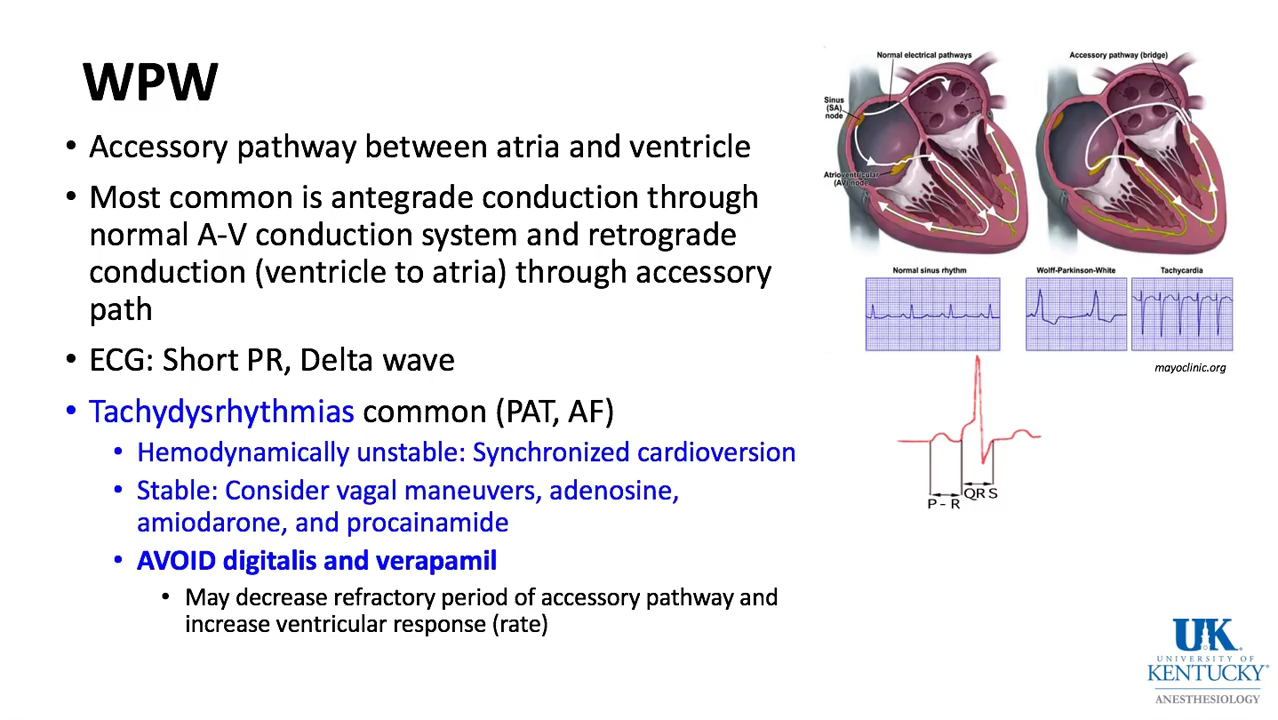 WPW
• Accessory pathway between atria and ventricle
• Most common is antegrade conduction through
normal A-V conduction system and retrograde
conduction (ventricle to atria) through accessory
path
• ECG: Short PR, Delta wave
• Tachydysrhythmias common (PAT, AF)
• Hemodynamically unstable: Synchronized cardioversion
• Stable: Consider vagal maneuvers, adenosine,
amiodarone, and procainamide
• AVOID digitalis and verapamil
• May decrease refractory period of accessory pathway and
increase ventricular response (rate)
Normal electrical pathways
Accessory pathway (bridge)
Sinus
(SA)
node
Atrioventricular
(AV) node
Normal sinus rhythm
Wolff-Parkinson-White
Tachycardia
mayoclinic.org
P - R
QRS
UK
UNIVERSITY OF
KENTUCKY
ANESTHESIOLOGY